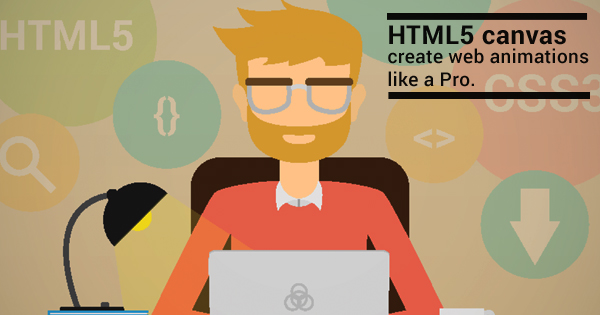 HTML5
HTML5 canvas
create web animations
like a Pro.
CSS3
{}
<>